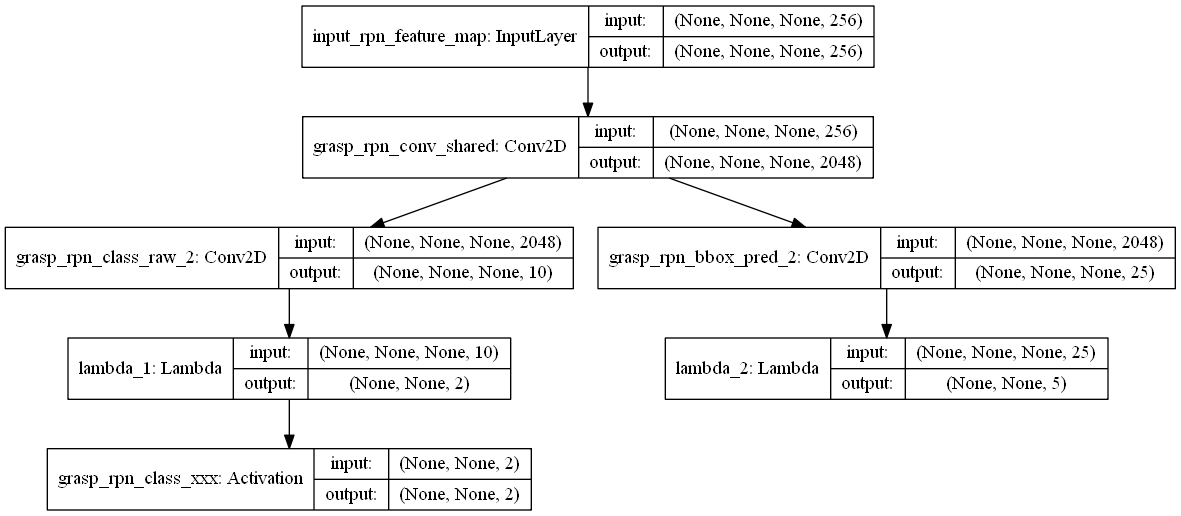 input_rpn_feature_map: InputLayer
input: (None, None, None, 256)
output: (None, None, None, 256)
grasp_rpn_conv_shared: Conv2D
input: (None, None, None, 256)
output: (None, None, None, 2048)
grasp_rpn_class_raw_2: Conv2D
input: (None, None, None, 2048)
output: (None, None, None, 10)
grasp_rpn_bbox_pred_2: Conv2D
input: (None, None, None, 2048)
output: (None, None, None, 25)
lambda_1: Lambda
input: (None, None, None, 10)
output: (None, None, 2)
lambda_2: Lambda
input: (None, None, None, 25)
output: (None, None, 5)
grasp_rpn_class_xxx: Activation
input: (None, None, 2)
output: (None, None, 2)